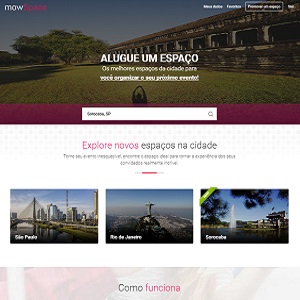 mowSpace
Meus dados
Favoritos
Promover um espaço
Sair
ALUGUE UM ESPAÇO
Os melhores espaços da cidade para
você organizar o seu próximo evento!
Sorocaba, SP
Explore novos espaços na cidade
Torne seu evento inesquecível, encontre o espaço ideal para tornar a experiência dos seus
convidados realmente incrível.
São Paulo
Rio de Janeiro
Sorocaba
Como funciona